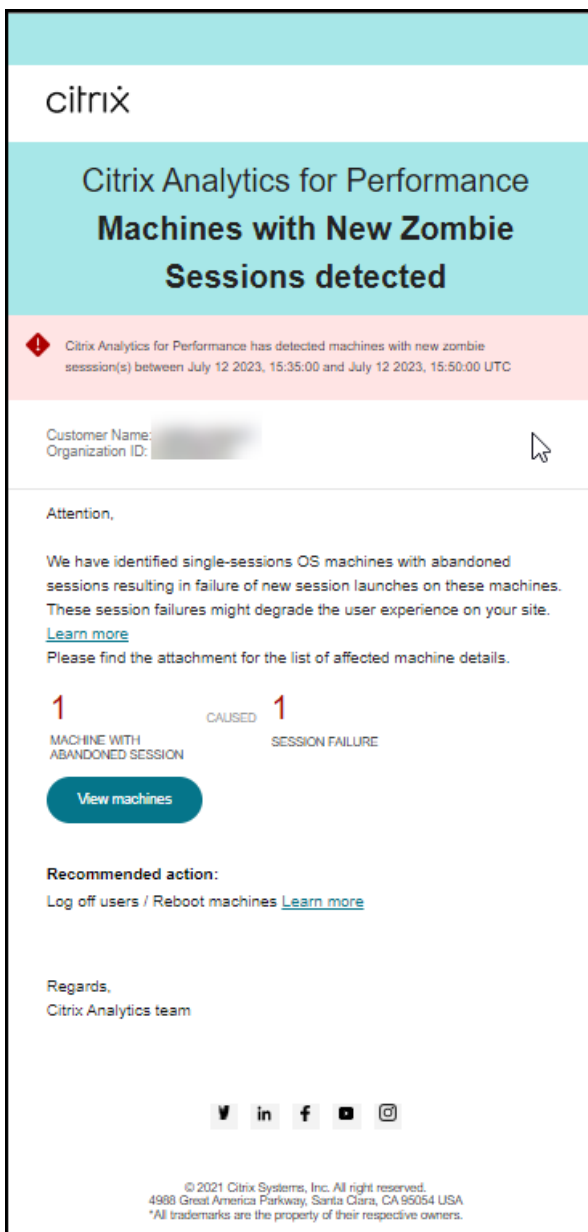 citrix
Citrix Analytics for Performance
Machines with New Zombie
Sessions detected
Citrix Analytics for Performance has detected machines with new zombie
sesssion(s) between July 12 2023, 15:35:00 and July 12 2023, 15:50:00 UTC
Customer Name:
Organization ID:
Attention,
We have identified single-sessions OS machines with abandoned
sessions resulting in failure of new session launches on these machines.
These session failures might degrade the user experience on your site.
Learn more
Please find the attachment for the list of affected machine details.
1 CAUSED 1
MACHINE WITH SESSION FAILURE
ABANDONED SESSION
View machines
Recommended action:
Log off users / Reboot machines Learn more
Regards,
Citrix Analytics team
© 2021 Citrix Systems, Inc. All right reserved.
4988 Great America Parkway, Santa Clara, CA 95054 USA
*All trademarks are the property of their respective owners.